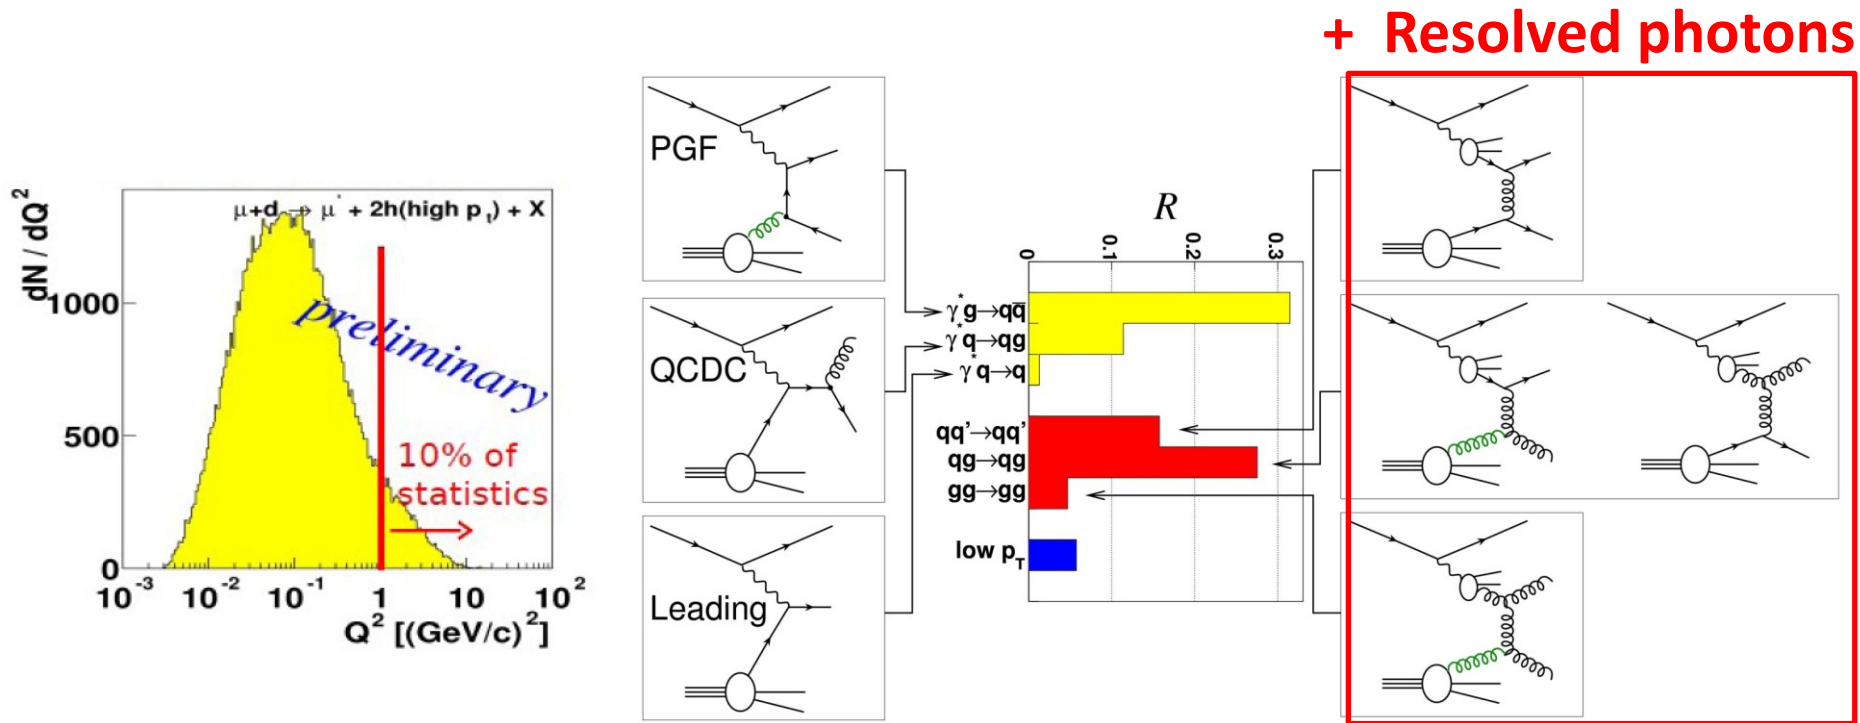 + Resolved photons
dN / dQ²
μ+d → μ' + 2h(high p_t) + X
1000
500
0
preliminary
10% of
statistics
10⁻³ 10⁻² 10⁻¹ 1 10 10²
Q² [(GeV/c)²]
PGF
QCDC
Leading
R
0 0.1 0.2 0.3
γ*g→qq̅
γ*q→qg
γ*q→q
qq'→qq'
qg→qg
gg→gg
low p_T